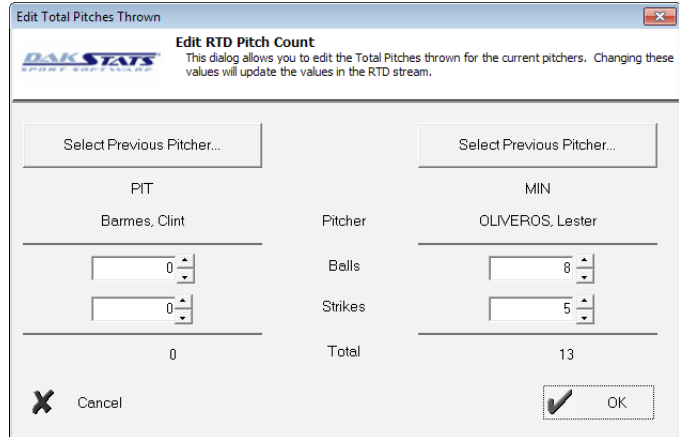 Edit Total Pitches Thrown
DAKSTATS
SPORT SOFTWARE
Edit RTD Pitch Count
This dialog allows you to edit the Total Pitches thrown for the current pitchers. Changing these
values will update the values in the RTD stream.
Select Previous Pitcher... Select Previous Pitcher...
PIT MIN
Barmes, Clint Pitcher OLIVEROS, Lester
0 Balls 8
0 Strikes 5
0 Total 13
Cancel OK